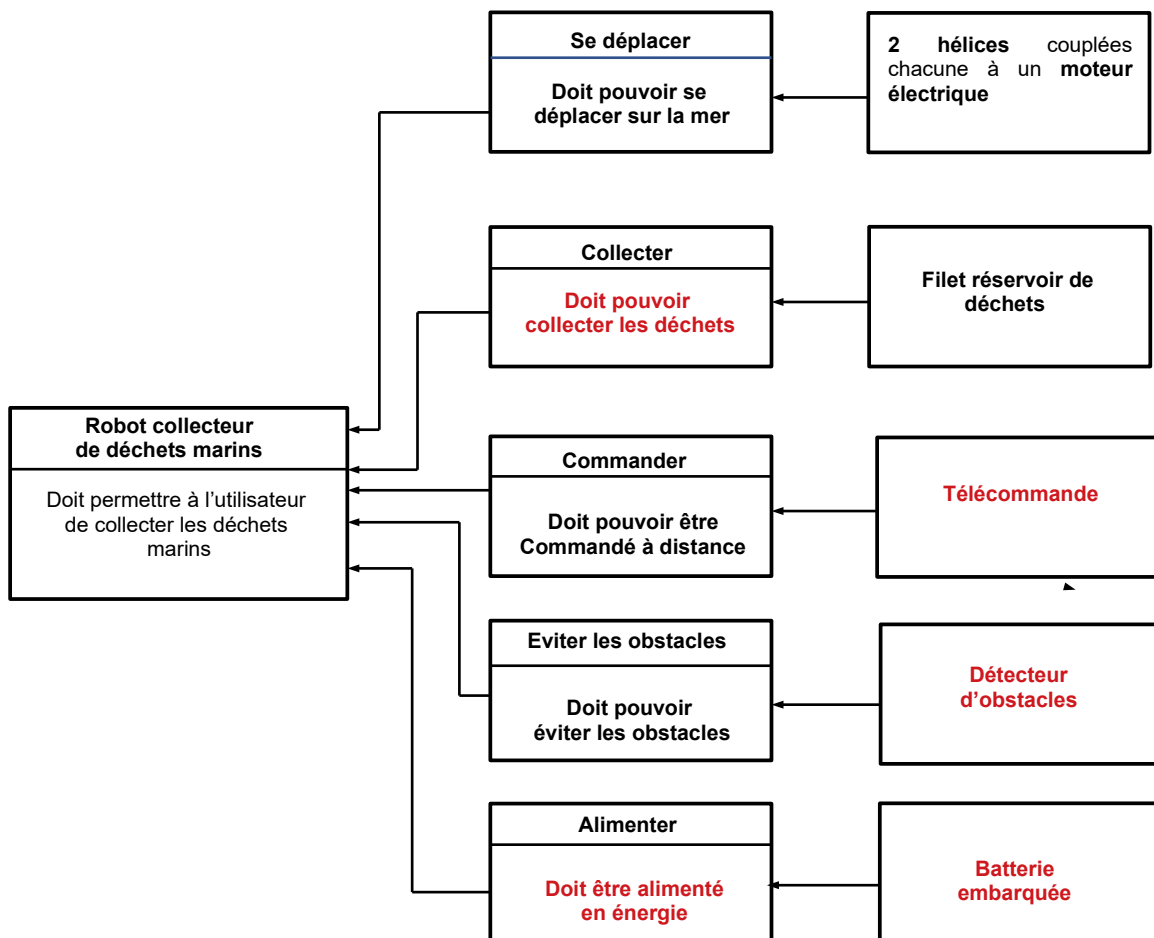 Se déplacer
Doit pouvoir se
déplacer sur la mer
2 hélices couplées
chacune à un moteur
électrique
Collecter
Doit pouvoir
collecter les déchets
Filet réservoir de
déchets
Robot collecteur
de déchets marins
Doit permettre à l'utilisateur
de collecter les déchets
marins
Commander
Doit pouvoir être
Commandé à distance
Télécommande
Eviter les obstacles
Doit pouvoir
éviter les obstacles
Détecteur
d'obstacles
Alimenter
Doit être alimenté
en énergie
Batterie
embarquée